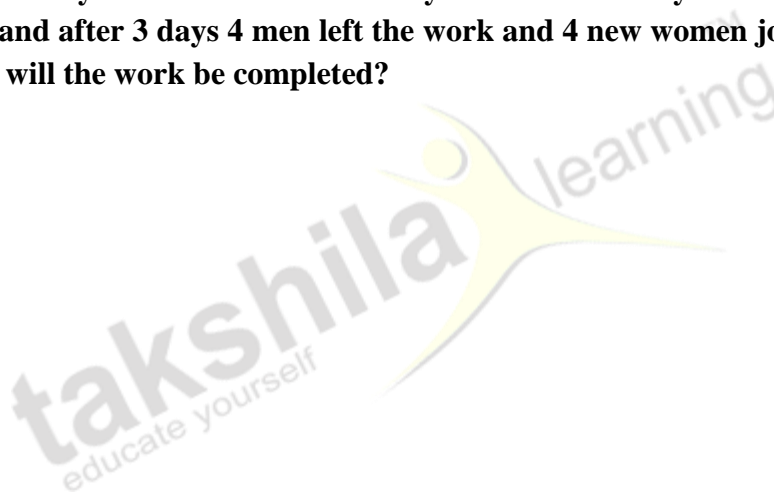 and after 3 days 4 men left the work and 4 new women jo
will the work be completed?
takshila learning
educate yourself